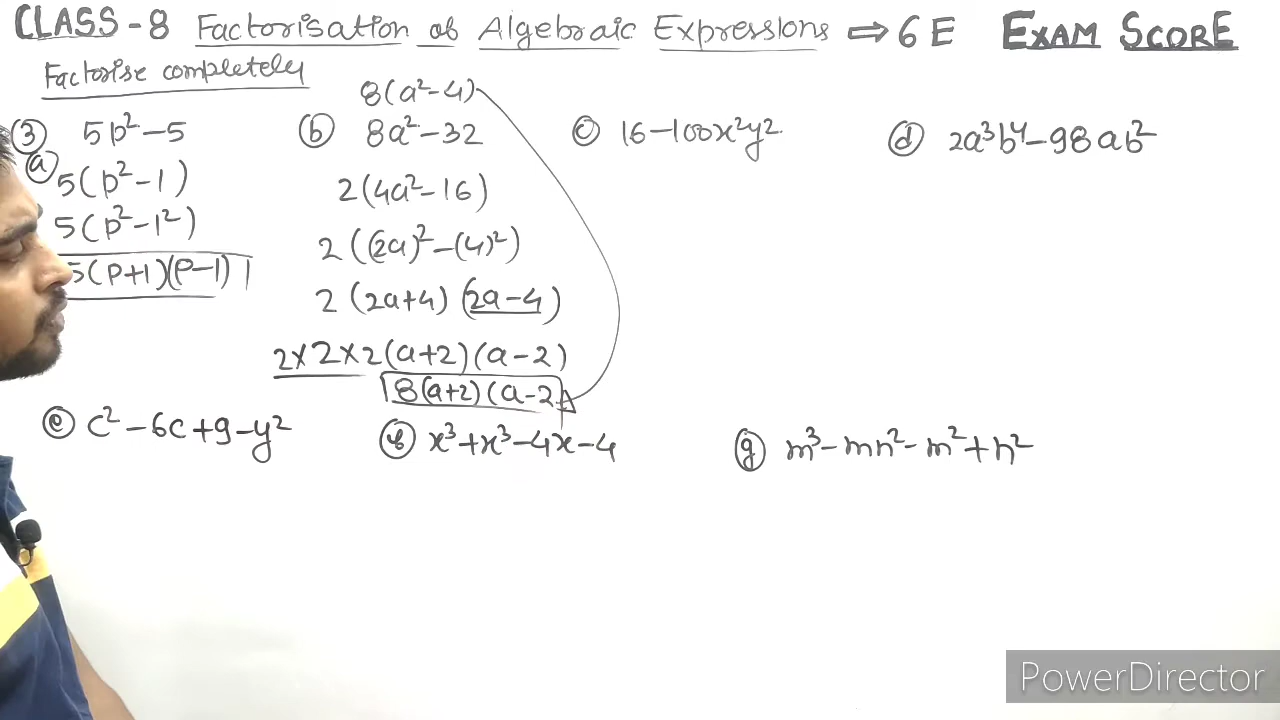 CLASS-8 Factorisation of Algebraic Expressions ⇒ 6E EXAM SCORE
Factorise completely
③ 5p²-5
ⓐ
5(p²-1)
5(p²-1²)
5(p+1)(p-1)
8(a²-4)
ⓑ 8a²-32
2(4a²-16)
2((2a)²-(4)²)
2(2a+4)(2a-4)
2×2×2(a+2)(a-2)
8(a+2)(a-2)
ⓒ 16-100x²y²
ⓓ 2a³b⁴-98ab²
ⓔ c²-6c+9-y²
ⓕ x³+x³-4x-4
ⓖ m³-mn²-m²+n²
PowerDirector